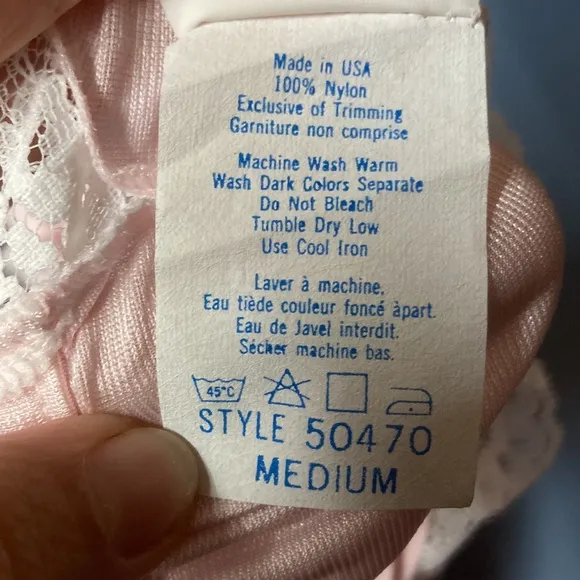 Made in USA
100% Nylon
Exclusive of Trimming
Garniture non comprise
Machine Wash Warm
Wash Dark Colors Separate
Do Not Bleach
Tumble Dry Low
Use Cool Iron
Laver à machine.
Eau tiède couleur foncé àpart.
Eau de Javel interdit.
Sécher machine bas.
45°C
STYLE 50470
MEDIUM